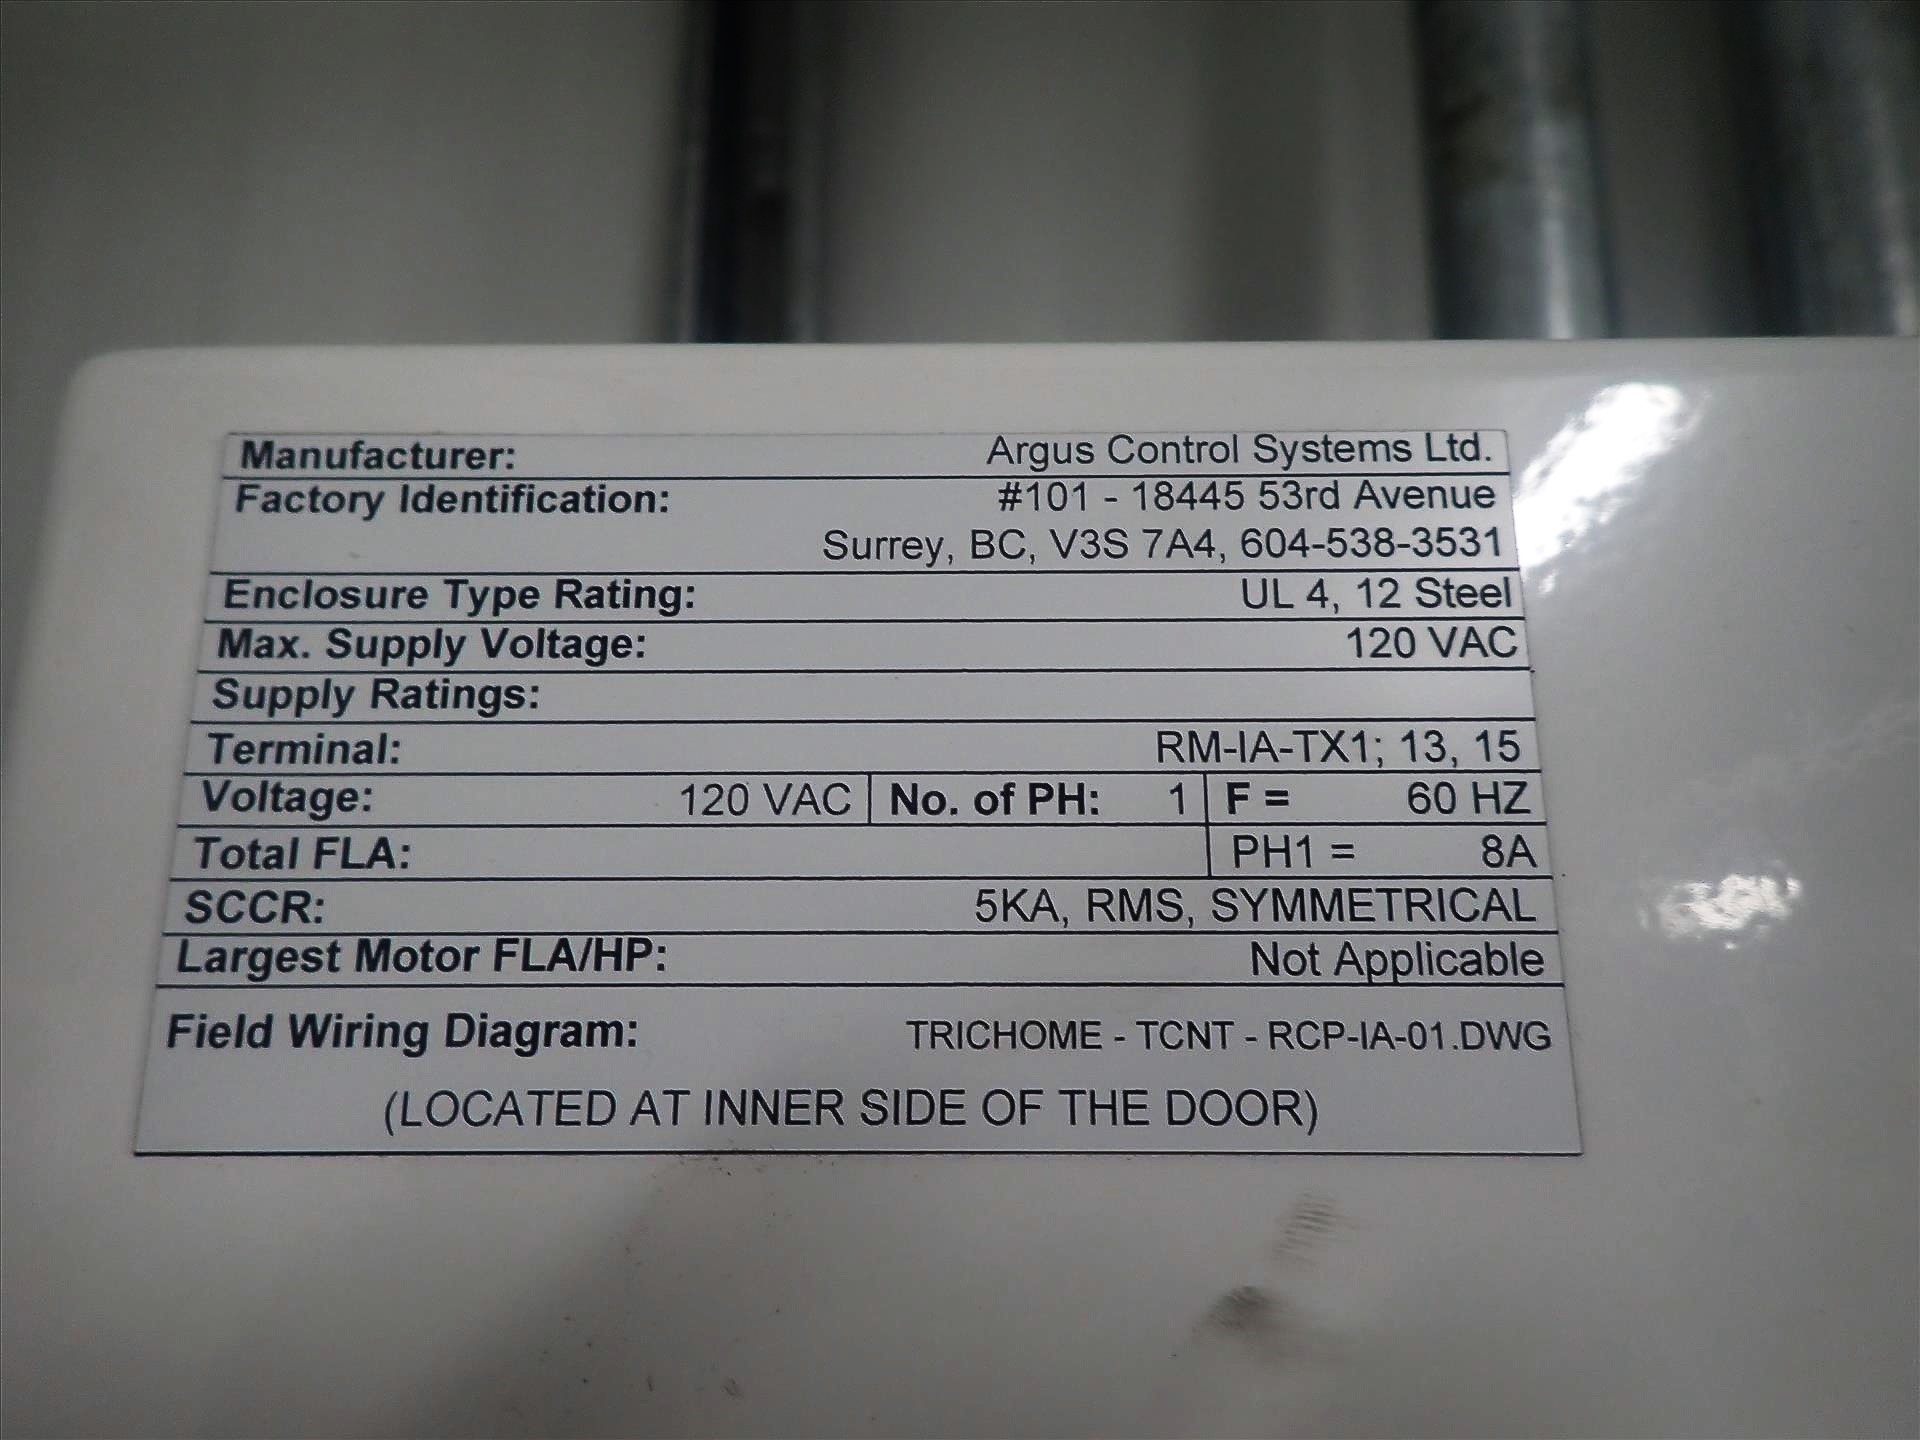 Manufacturer: Argus Control Systems Ltd.
Factory Identification: #101 - 18445 53rd Avenue
Surrey, BC, V3S 7A4, 604-538-3531
Enclosure Type Rating: UL 4, 12 Steel
Max. Supply Voltage: 120 VAC
Supply Ratings:
Terminal: RM-IA-TX1; 13, 15
Voltage: 120 VAC No. of PH: 1 F = 60 HZ
Total FLA: PH1 = 8A
SCCR: 5KA, RMS, SYMMETRICAL
Largest Motor FLA/HP: Not Applicable
Field Wiring Diagram: TRICHOME - TCNT - RCP-IA-01.DWG
(LOCATED AT INNER SIDE OF THE DOOR)